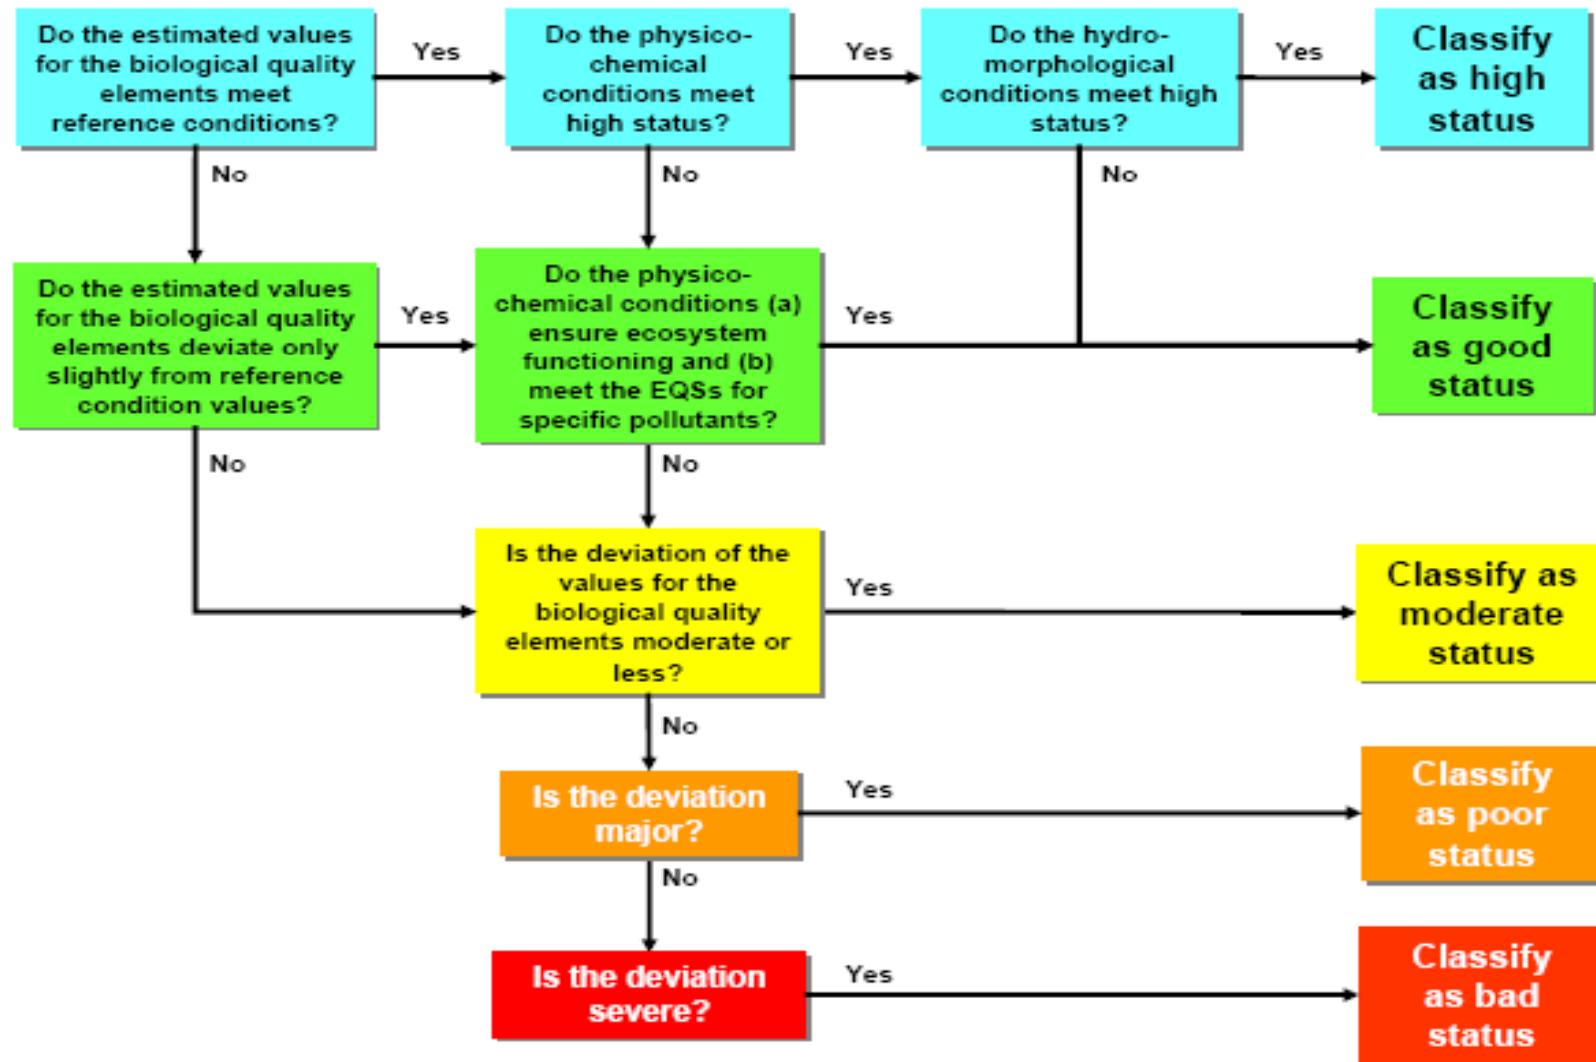 Do the estimated values
for the biological quality
elements meet
reference conditions?
Yes
Do the physico-
chemical
conditions meet
high status?
Yes
Do the hydro-
morphological
conditions meet high
status?
Yes
Classify
as high
status
No
No
No
Do the estimated values
for the biological quality
elements deviate only
slightly from reference
condition values?
Yes
Do the physico-
chemical conditions (a)
ensure ecosystem
functioning and (b)
meet the EQSs for
specific pollutants?
Yes
Classify
as good
status
No
No
Is the deviation of the
values for the
biological quality
elements moderate or
less?
Yes
Classify as
moderate
status
No
Is the deviation
major?
Yes
Classify
as poor
status
No
Is the deviation
severe?
Yes
Classify
as bad
status